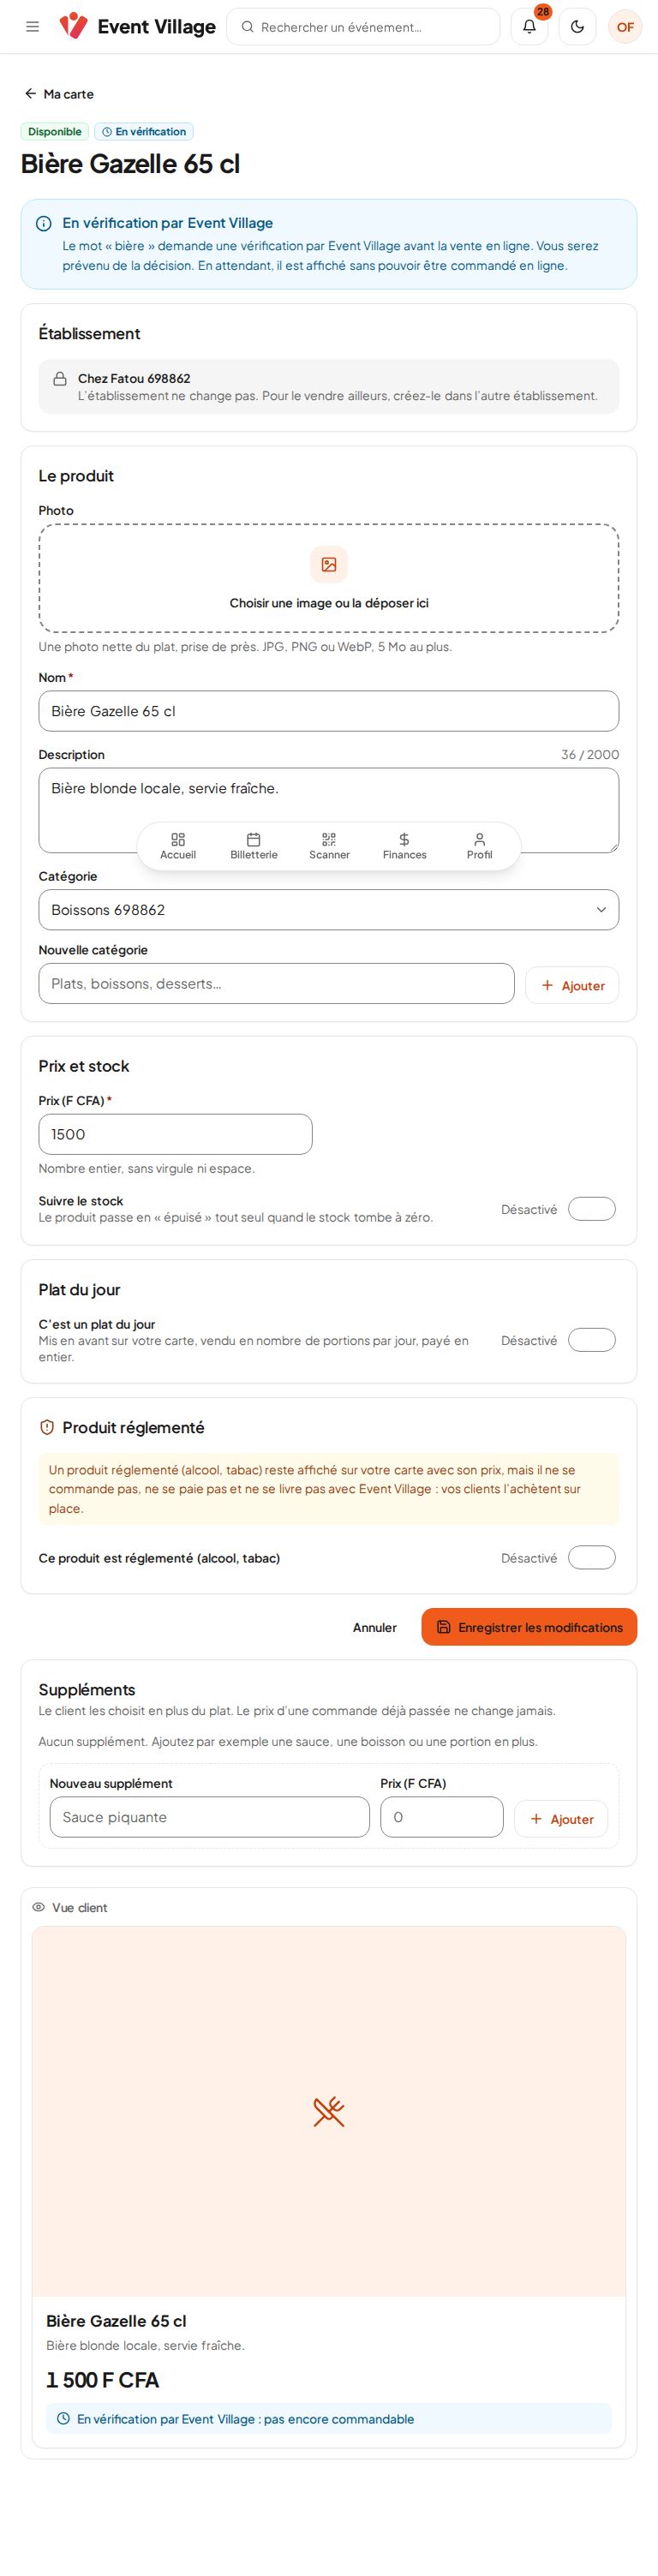 Event Village
Rechercher un événement...
28
OF
Ma carte
Disponible
En vérification
Bière Gazelle 65 cl
En vérification par Event Village
Le mot « bière » demande une vérification par Event Village avant la vente en ligne. Vous serez
prévenu de la décision. En attendant, il est affiché sans pouvoir être commandé en ligne.
Établissement
Chez Fatou 698862
L'établissement ne change pas. Pour le vendre ailleurs, créez-le dans l'autre établissement.
Le produit
Photo
Choisir une image ou la déposer ici
Une photo nette du plat, prise de près. JPG, PNG ou WebP, 5 Mo au plus.
Nom *
Bière Gazelle 65 cl
Description
36 / 2000
Bière blonde locale, servie fraîche.
Accueil
Billetterie
Scanner
Finances
Profil
Catégorie
Boissons 698862
Nouvelle catégorie
Plats, boissons, desserts...
Ajouter
Prix et stock
Prix (F CFA) *
1500
Nombre entier, sans virgule ni espace.
Suivre le stock
Le produit passe en « épuisé » tout seul quand le stock tombe à zéro.
Désactivé
Plat du jour
C'est un plat du jour
Mis en avant sur votre carte, vendu en nombre de portions par jour, payé en
entier.
Désactivé
Produit réglementé
Un produit réglementé (alcool, tabac) reste affiché sur votre carte avec son prix, mais il ne se
commande pas, ne se paie pas et ne se livre pas avec Event Village : vos clients l'achètent sur
place.
Ce produit est réglementé (alcool, tabac)
Désactivé
Annuler
Enregistrer les modifications
Suppléments
Le client les choisit en plus du plat. Le prix d'une commande déjà passée ne change jamais.
Aucun supplément. Ajoutez par exemple une sauce, une boisson ou une portion en plus.
Nouveau supplément
Prix (F CFA)
Sauce piquante
0
Ajouter
Vue client
Bière Gazelle 65 cl
Bière blonde locale, servie fraîche.
1 500 F CFA
En vérification par Event Village : pas encore commandable